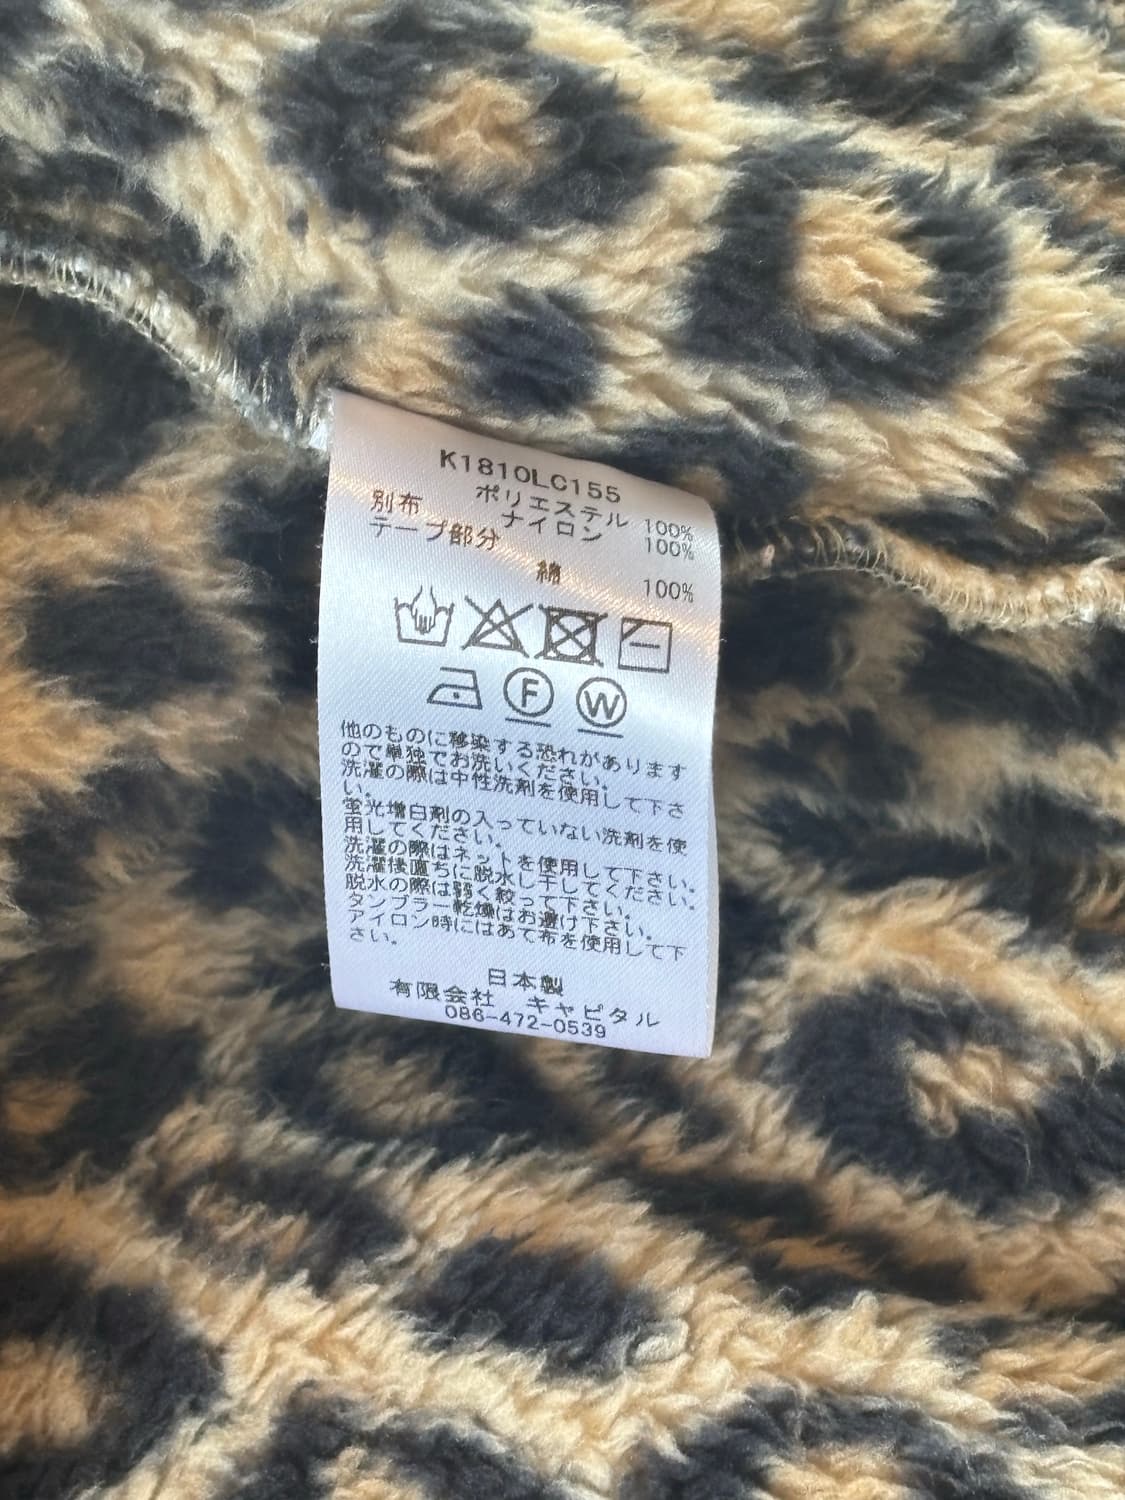 K1810LC155
ポリエステル 100%
別布 ナイロン 100%
テープ部分
綿 100%
F W
他のものに移染する恐れがあります
ので単独でお洗いください。
洗濯の際は中性洗剤を使用して下さ
い。
蛍光増白剤の入っていない洗剤を使
用してください。
洗濯の際はネットを使用して下さい。
洗濯後直ちに脱水し干してください。
脱水の際は弱く絞って下さい。
タンブラー乾燥はお避け下さい。
アイロン時にはあて布を使用して下
さい。
日本製
有限会社 キャピタル
086-472-0539